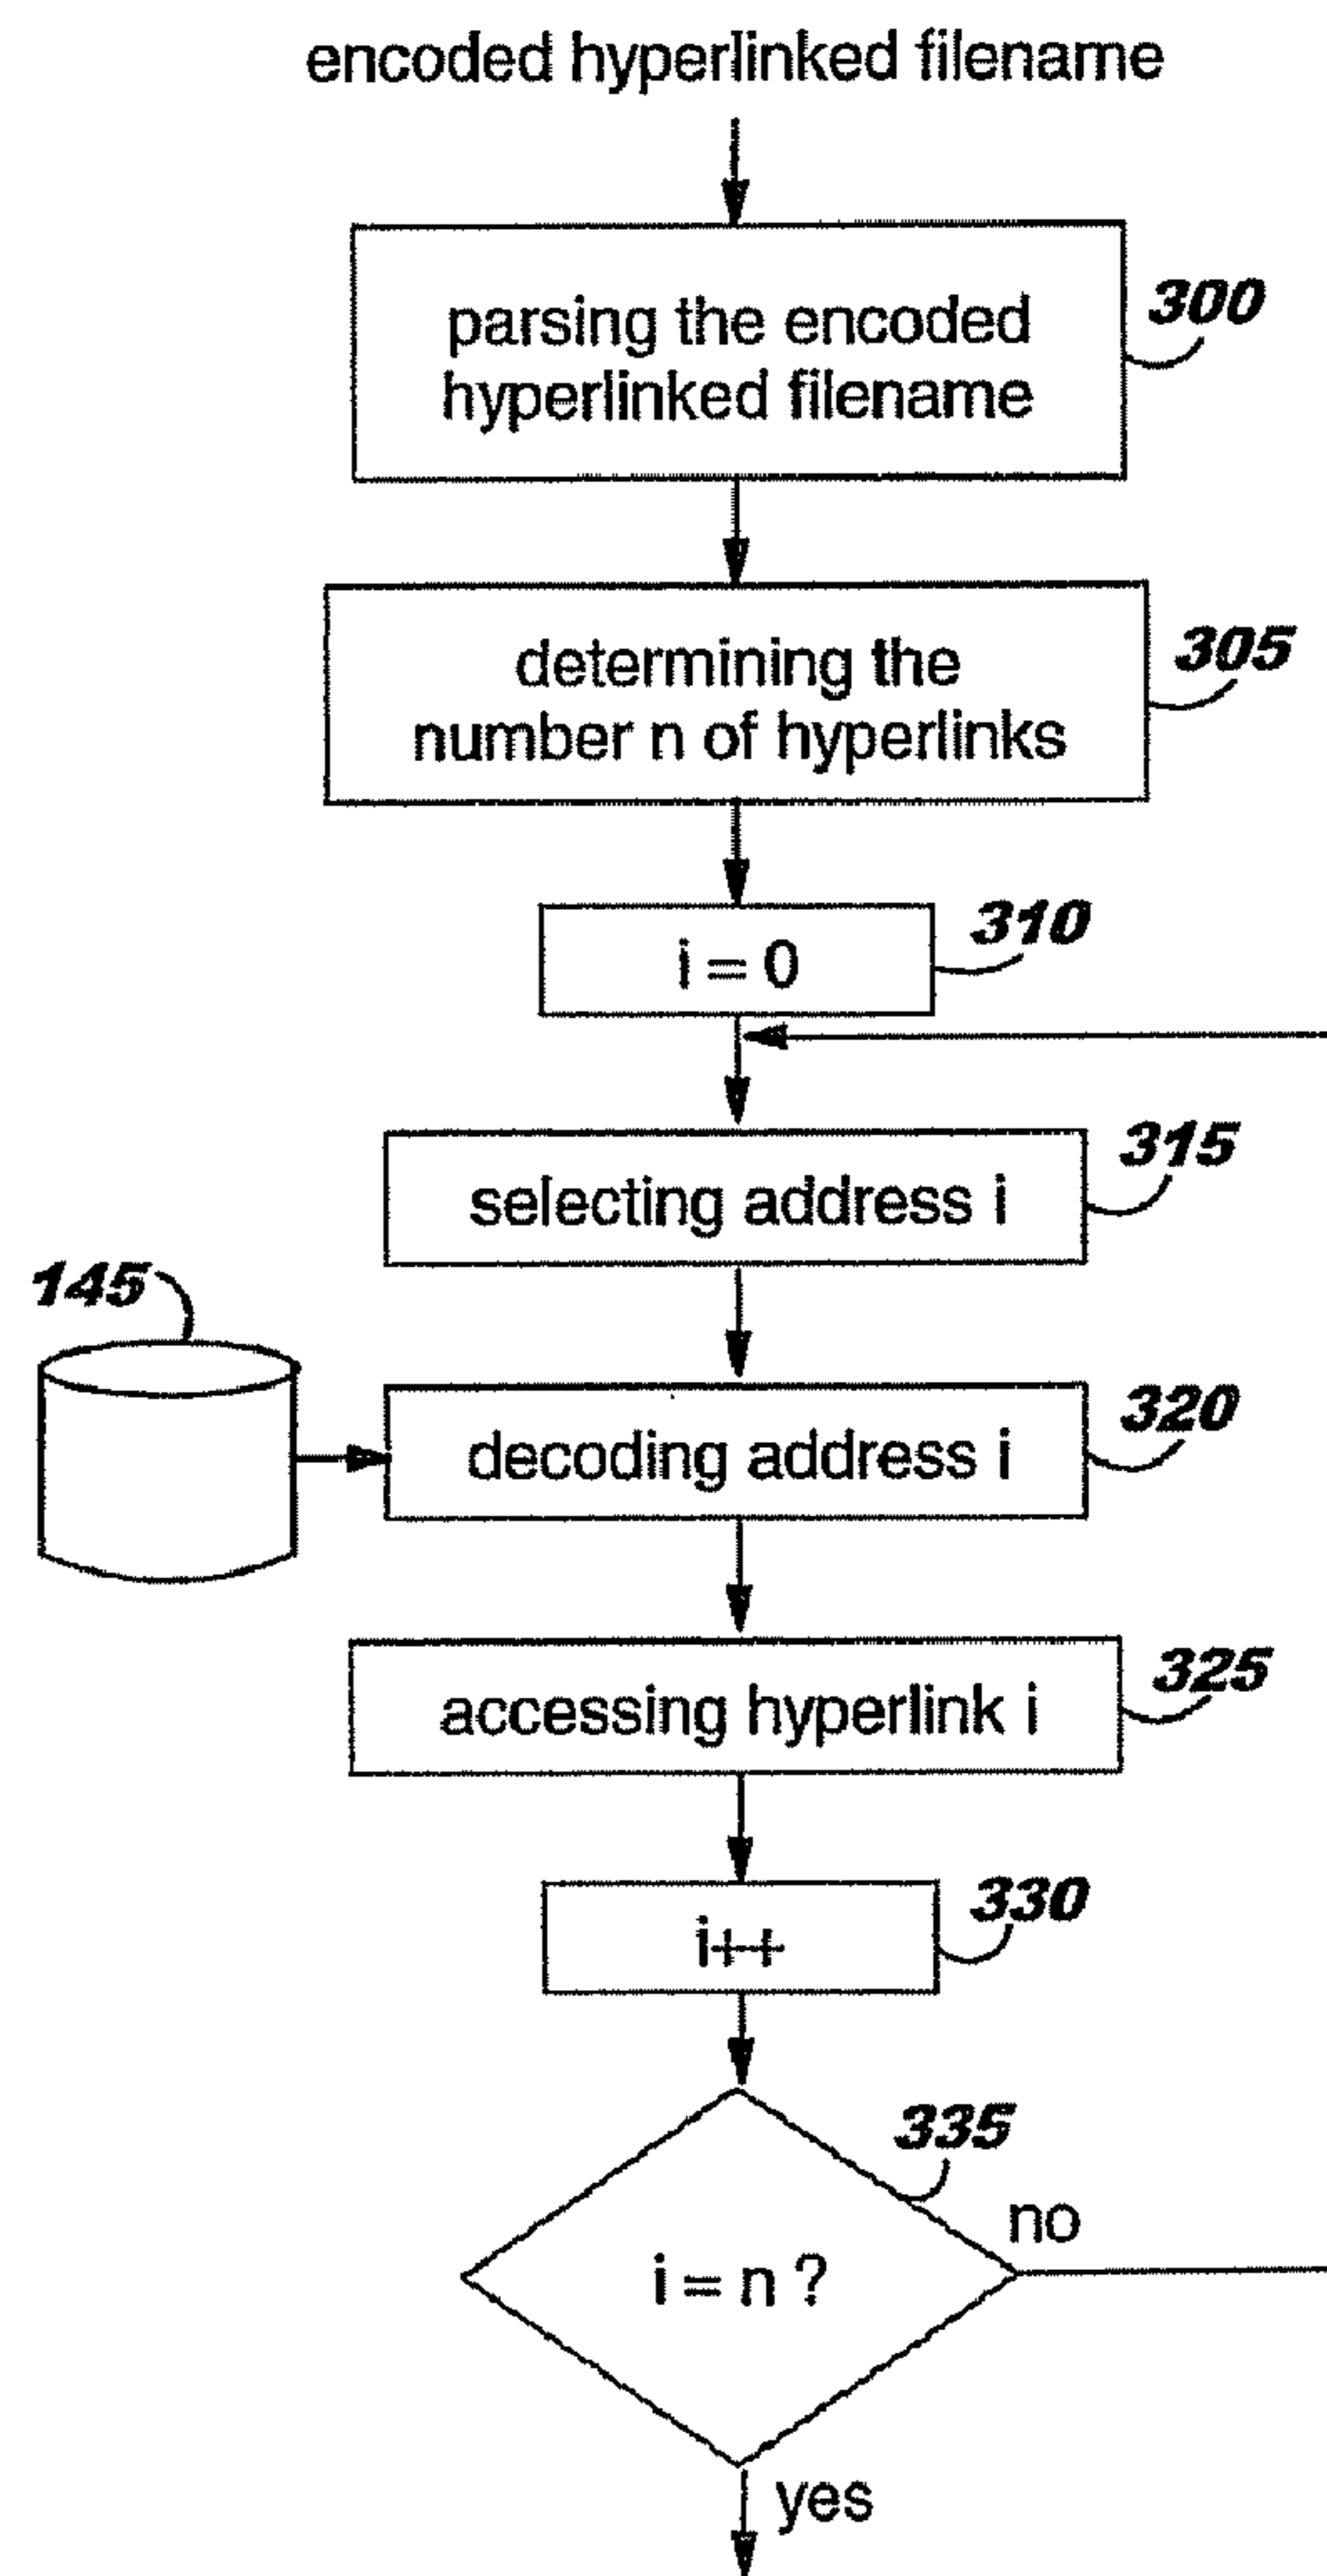 encoded hyperlinked filename
parsing the encoded
hyperlinked filename
300
determining the
number n of hyperlinks
305
i = 0
310
selecting address i
315
145
decoding address i
320
accessing hyperlink i
325
i++
330
335
i = n ?
no
yes